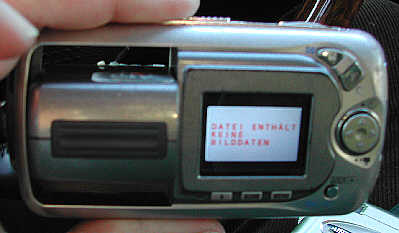 DATEI ENTHÄLT
KEINE
BILDDATEN